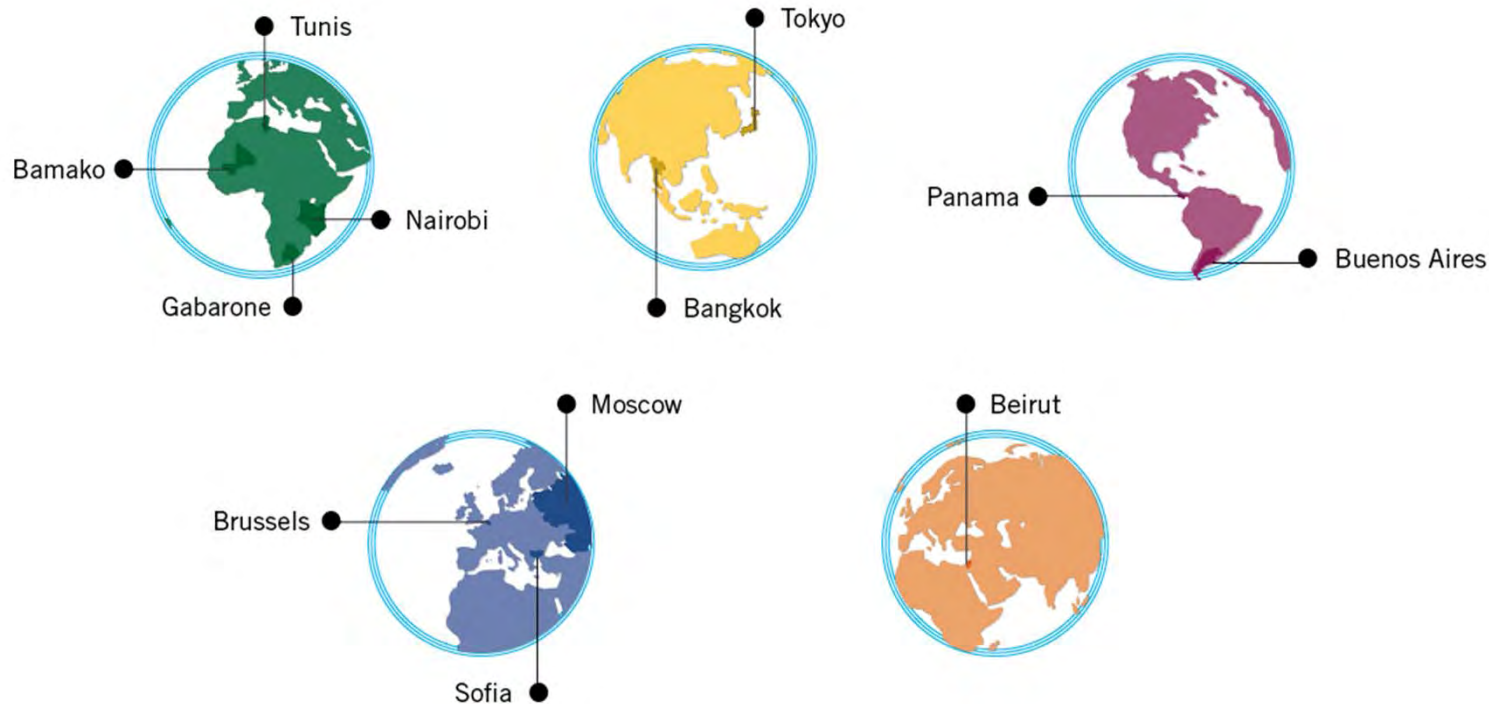 Tunis
Tokyo
Bamako
Nairobi
Gabarone
Bangkok
Panama
Buenos Aires
Moscow
Beirut
Brussels
Sofia